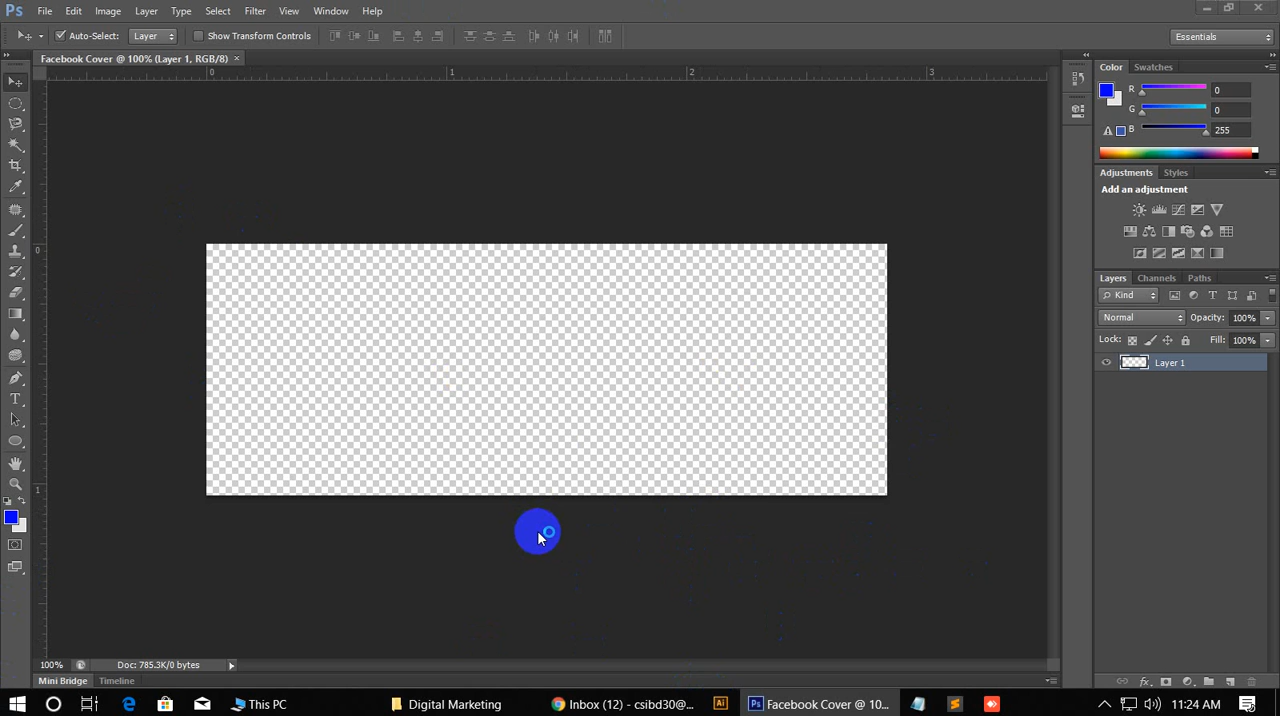 Ps File Edit Image Layer Type Select Filter View Window Help
Auto-Select: Layer Show Transform Controls Essentials
Facebook Cover @ 100% (Layer 1, RGB/8) ×
0 1 2 3
Color Swatches
R 0
G 0
B 255
Adjustments Styles
Add an adjustment
0
Layers Channels Paths
Kind
Normal Opacity: 100%
Lock: Fill: 100%
Layer 1
1
100% Doc: 785.3K/0 bytes
Mini Bridge Timeline
This PC Digital Marketing Inbox (12) - csibd30@... Ai Ps Facebook Cover @ 10... 11:24 AM